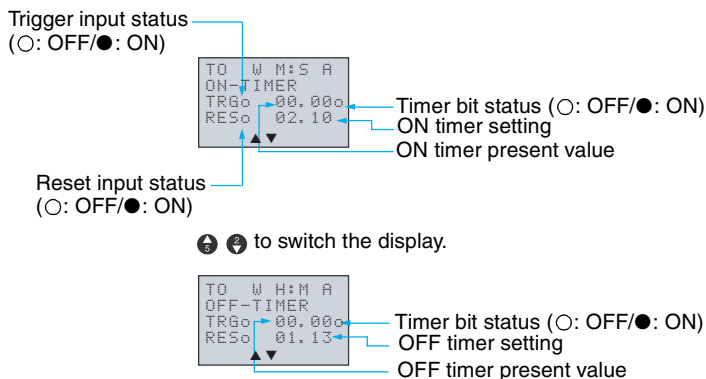 Trigger input status
(○: OFF/●: ON)
TO W M:S A
ON-TIMER
TRGo 00.00o
RESo 02.10
▲ ▼
Timer bit status (○: OFF/●: ON)
ON timer setting
ON timer present value
Reset input status
(○: OFF/●: ON)
5 2 to switch the display.
TO W H:M A
OFF-TIMER
TRGo 00.00o
RESo 01.13
▲ ▼
Timer bit status (○: OFF/●: ON)
OFF timer setting
OFF timer present value